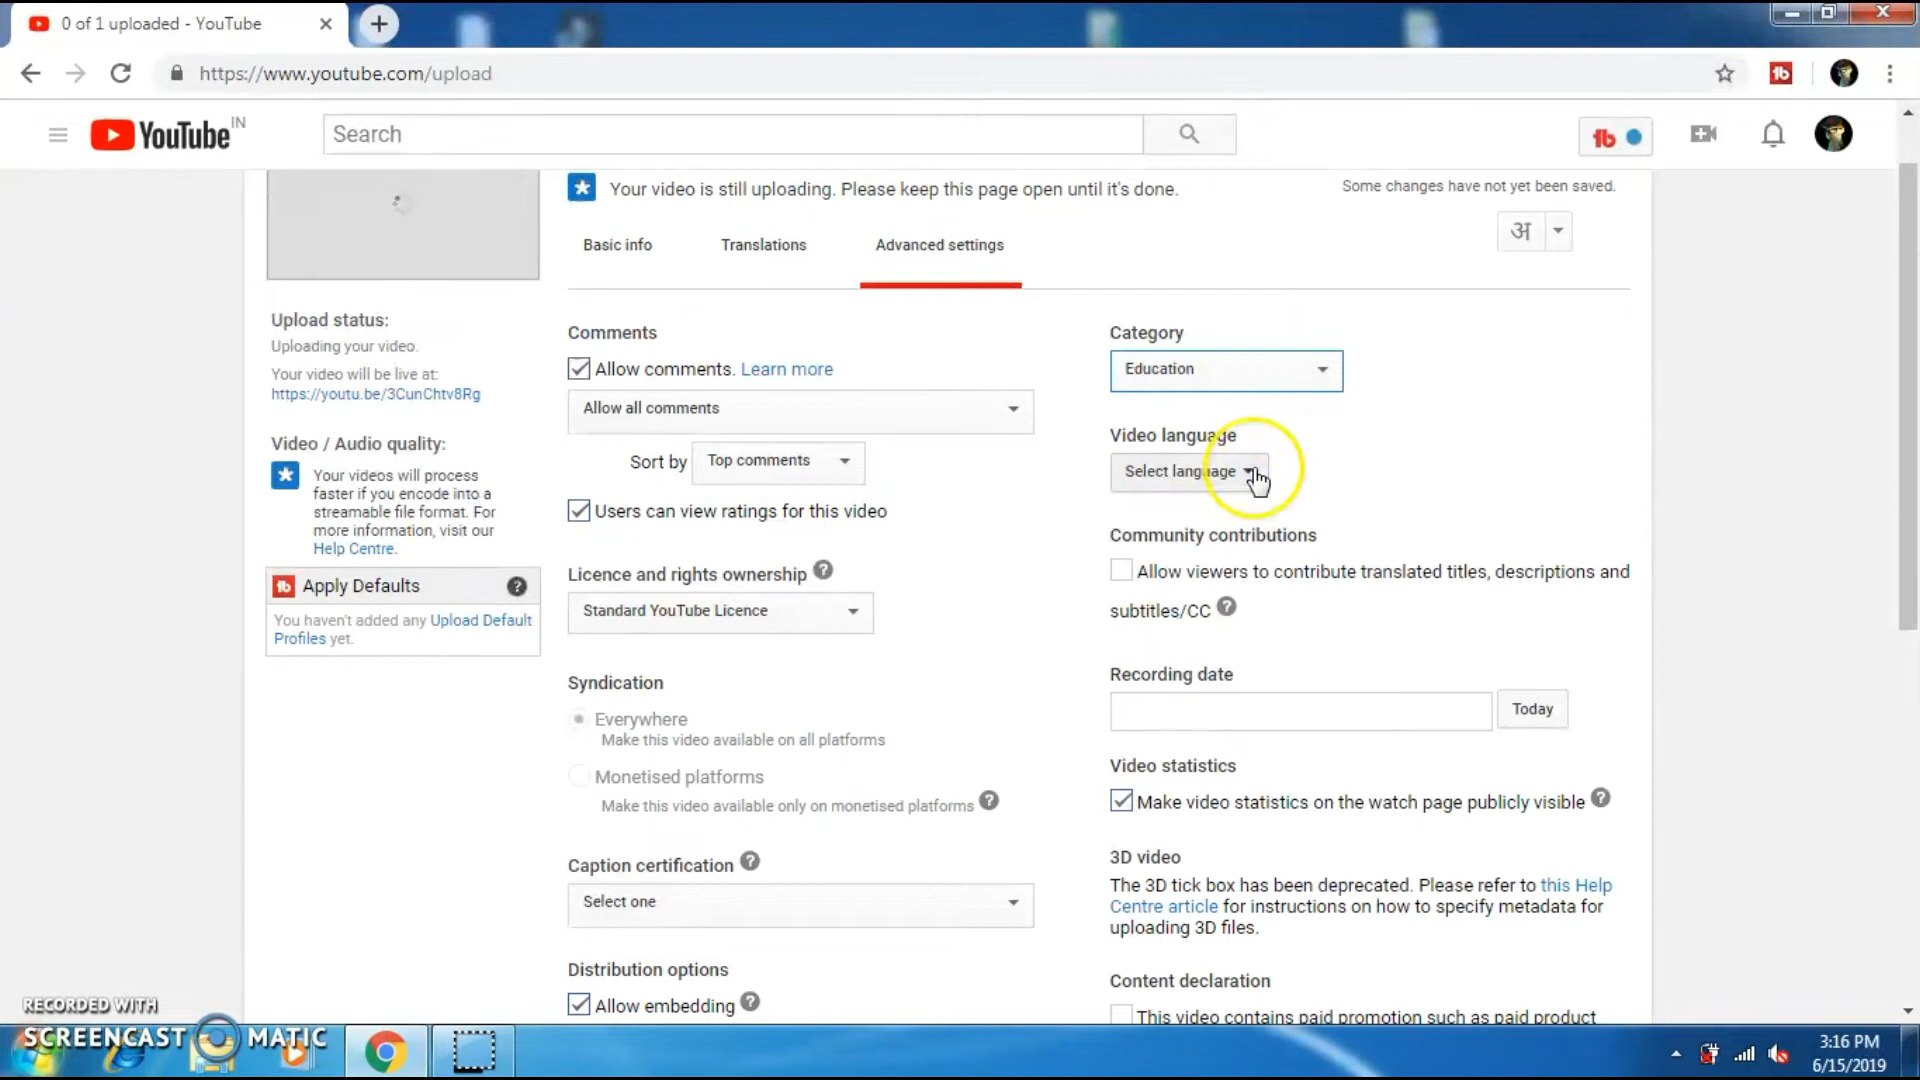 0 of 1 uploaded - YouTube
https://www.youtube.com/upload
YouTube IN
Search
Your video is still uploading. Please keep this page open until it's done.
Some changes have not yet been saved.
Basic info
Translations
Advanced settings
अ
Upload status:
Uploading your video.
Your video will be live at:
https://youtu.be/3CunChtv8Rg
Video / Audio quality:
Your videos will process
faster if you encode into a
streamable file format. For
more information, visit our
Help Centre.
Apply Defaults
You haven't added any Upload Default
Profiles yet.
Comments
Allow comments. Learn more
Allow all comments
Sort by Top comments
Users can view ratings for this video
Licence and rights ownership
Standard YouTube Licence
Syndication
Everywhere
Make this video available on all platforms
Monetised platforms
Make this video available only on monetised platforms
Caption certification
Select one
Distribution options
Allow embedding
Category
Education
Video language
Select language
Community contributions
Allow viewers to contribute translated titles, descriptions and
subtitles/CC
Recording date
Today
Video statistics
Make video statistics on the watch page publicly visible
3D video
The 3D tick box has been deprecated. Please refer to this Help
Centre article for instructions on how to specify metadata for
uploading 3D files.
Content declaration
This video contains paid promotion such as paid product
RECORDED WITH
SCREENCAST MATIC
3:16 PM
6/15/2019